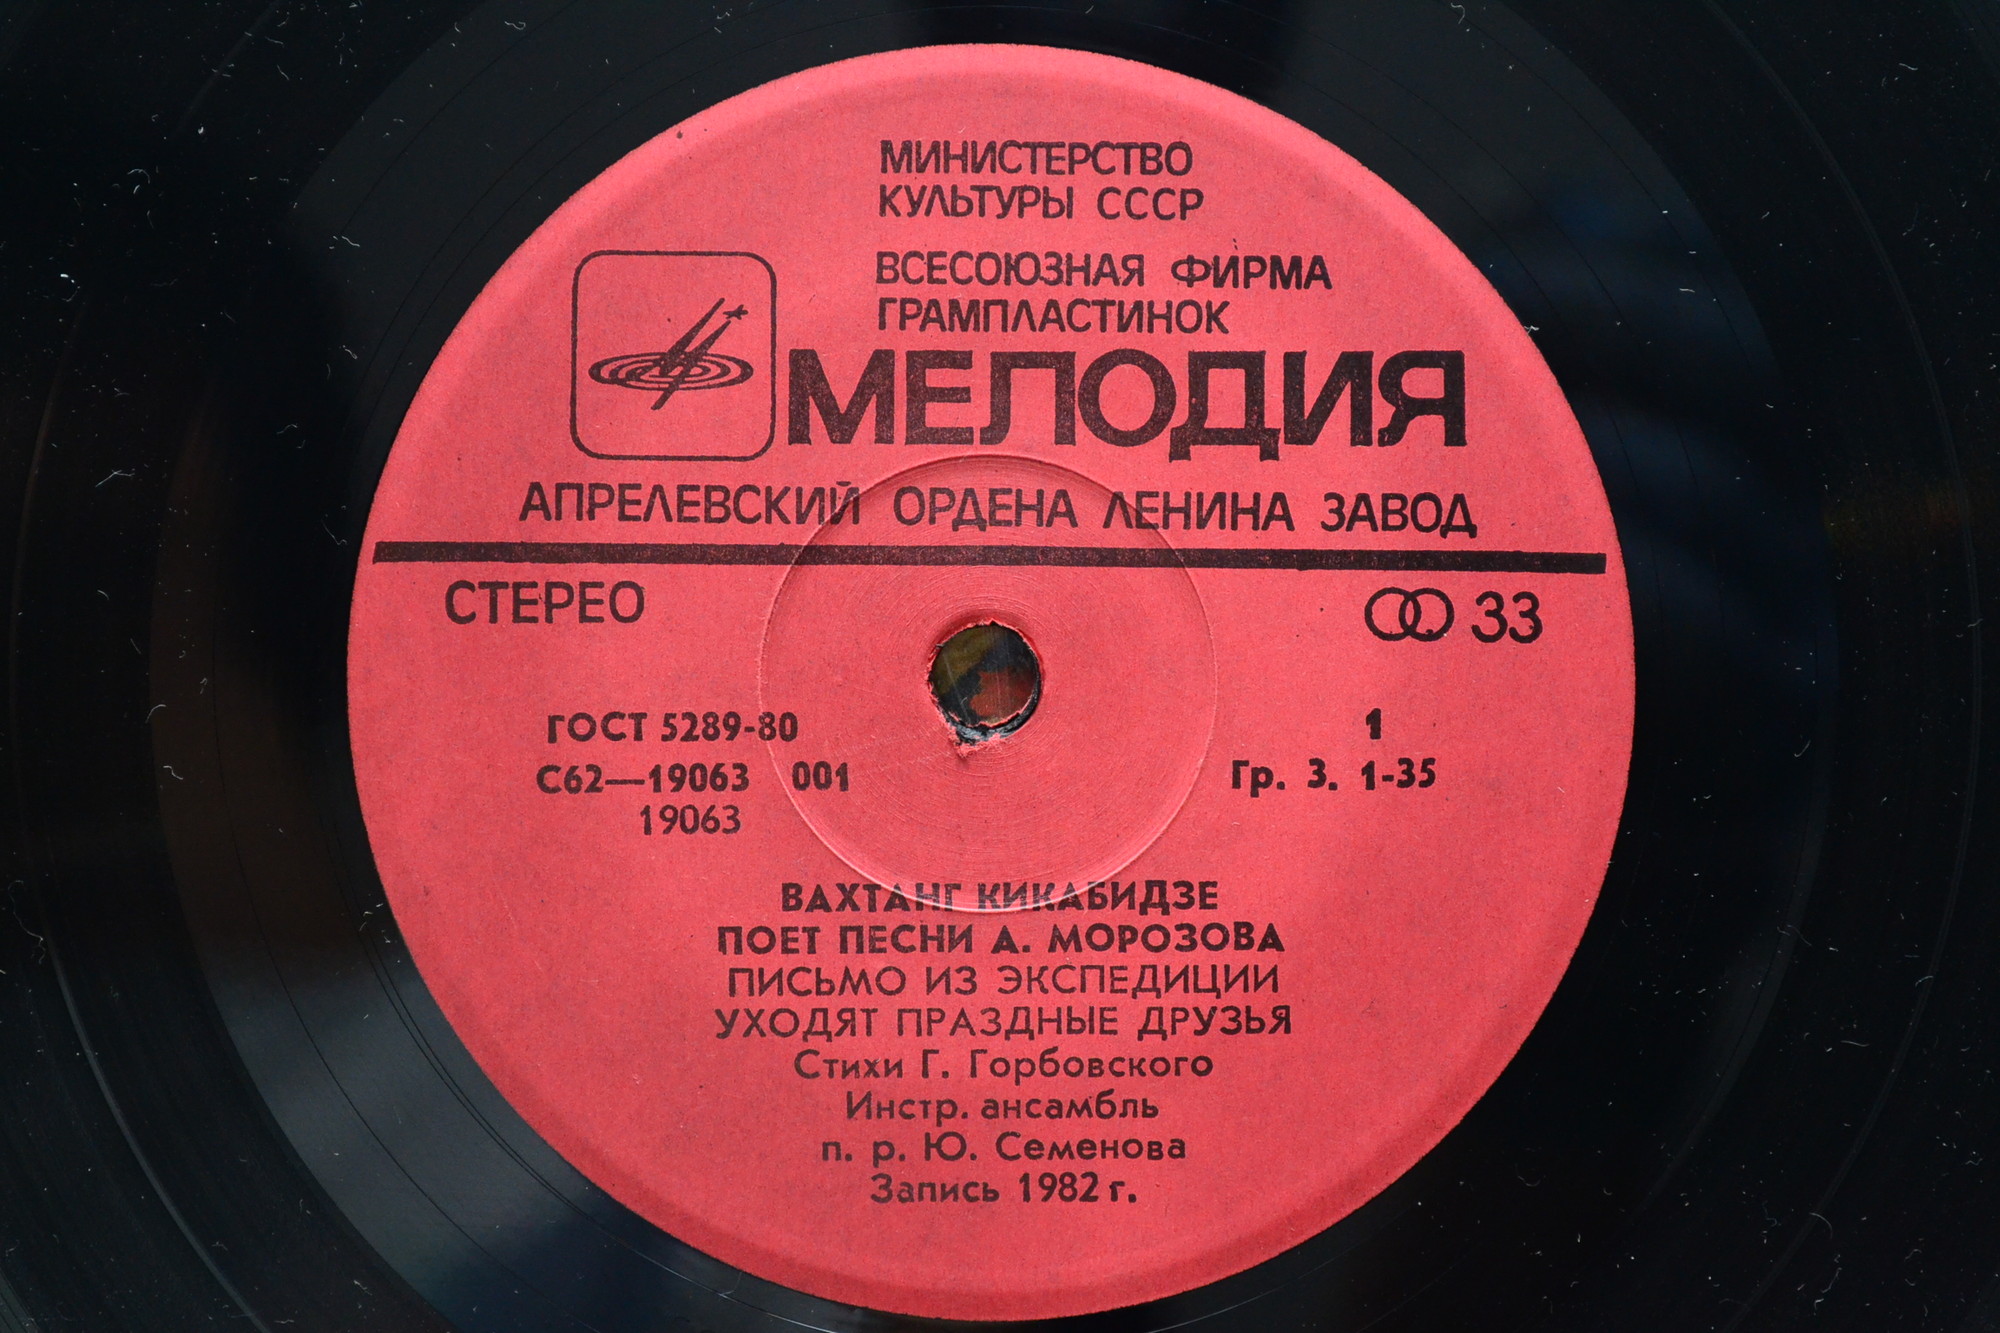 МИНИСТЕРСТВО
КУЛЬТУРЫ СССР
ВСЕСОЮЗНАЯ ФИРМА
ГРАМПЛАСТИНОК
МЕЛОДИЯ
АПРЕЛЕВСКИЙ ОРДЕНА ЛЕНИНА ЗАВОД
СТЕРЕО
33
ГОСТ 5289-80
1
С62—19063 001
Гр. 3. 1-35
19063
ВАХТАНГ КИКАБИДЗЕ
ПОЕТ ПЕСНИ А. МОРОЗОВА
ПИСЬМО ИЗ ЭКСПЕДИЦИИ
УХОДЯТ ПРАЗДНЫЕ ДРУЗЬЯ
Стихи Г. Горбовского
Инстр. ансамбль
п. р. Ю. Семенова
Запись 1982 г.